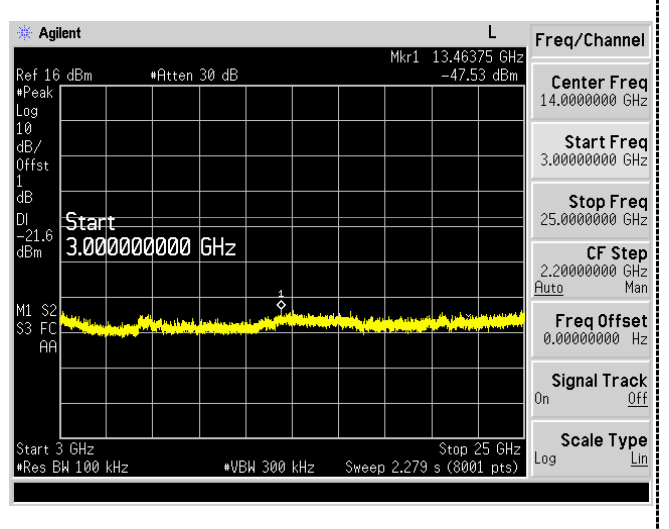 Agilent
L
Freq/Channel
Mkr1 13.46375 GHz
Ref 16 dBm #Atten 30 dB -47.53 dBm
#Peak
Log
10
dB/
Offst
1
dB
DI
-21.6
dBm
Start
3.000000000 GHz
1
M1 S2
S3 FC
AA
Start 3 GHz Stop 25 GHz
#Res BW 100 kHz #VBW 300 kHz Sweep 2.279 s (8001 pts)
Center Freq
14.0000000 GHz
Start Freq
3.00000000 GHz
Stop Freq
25.0000000 GHz
CF Step
2.20000000 GHz
Auto Man
Freq Offset
0.00000000 Hz
Signal Track
On Off
Scale Type
Log Lin